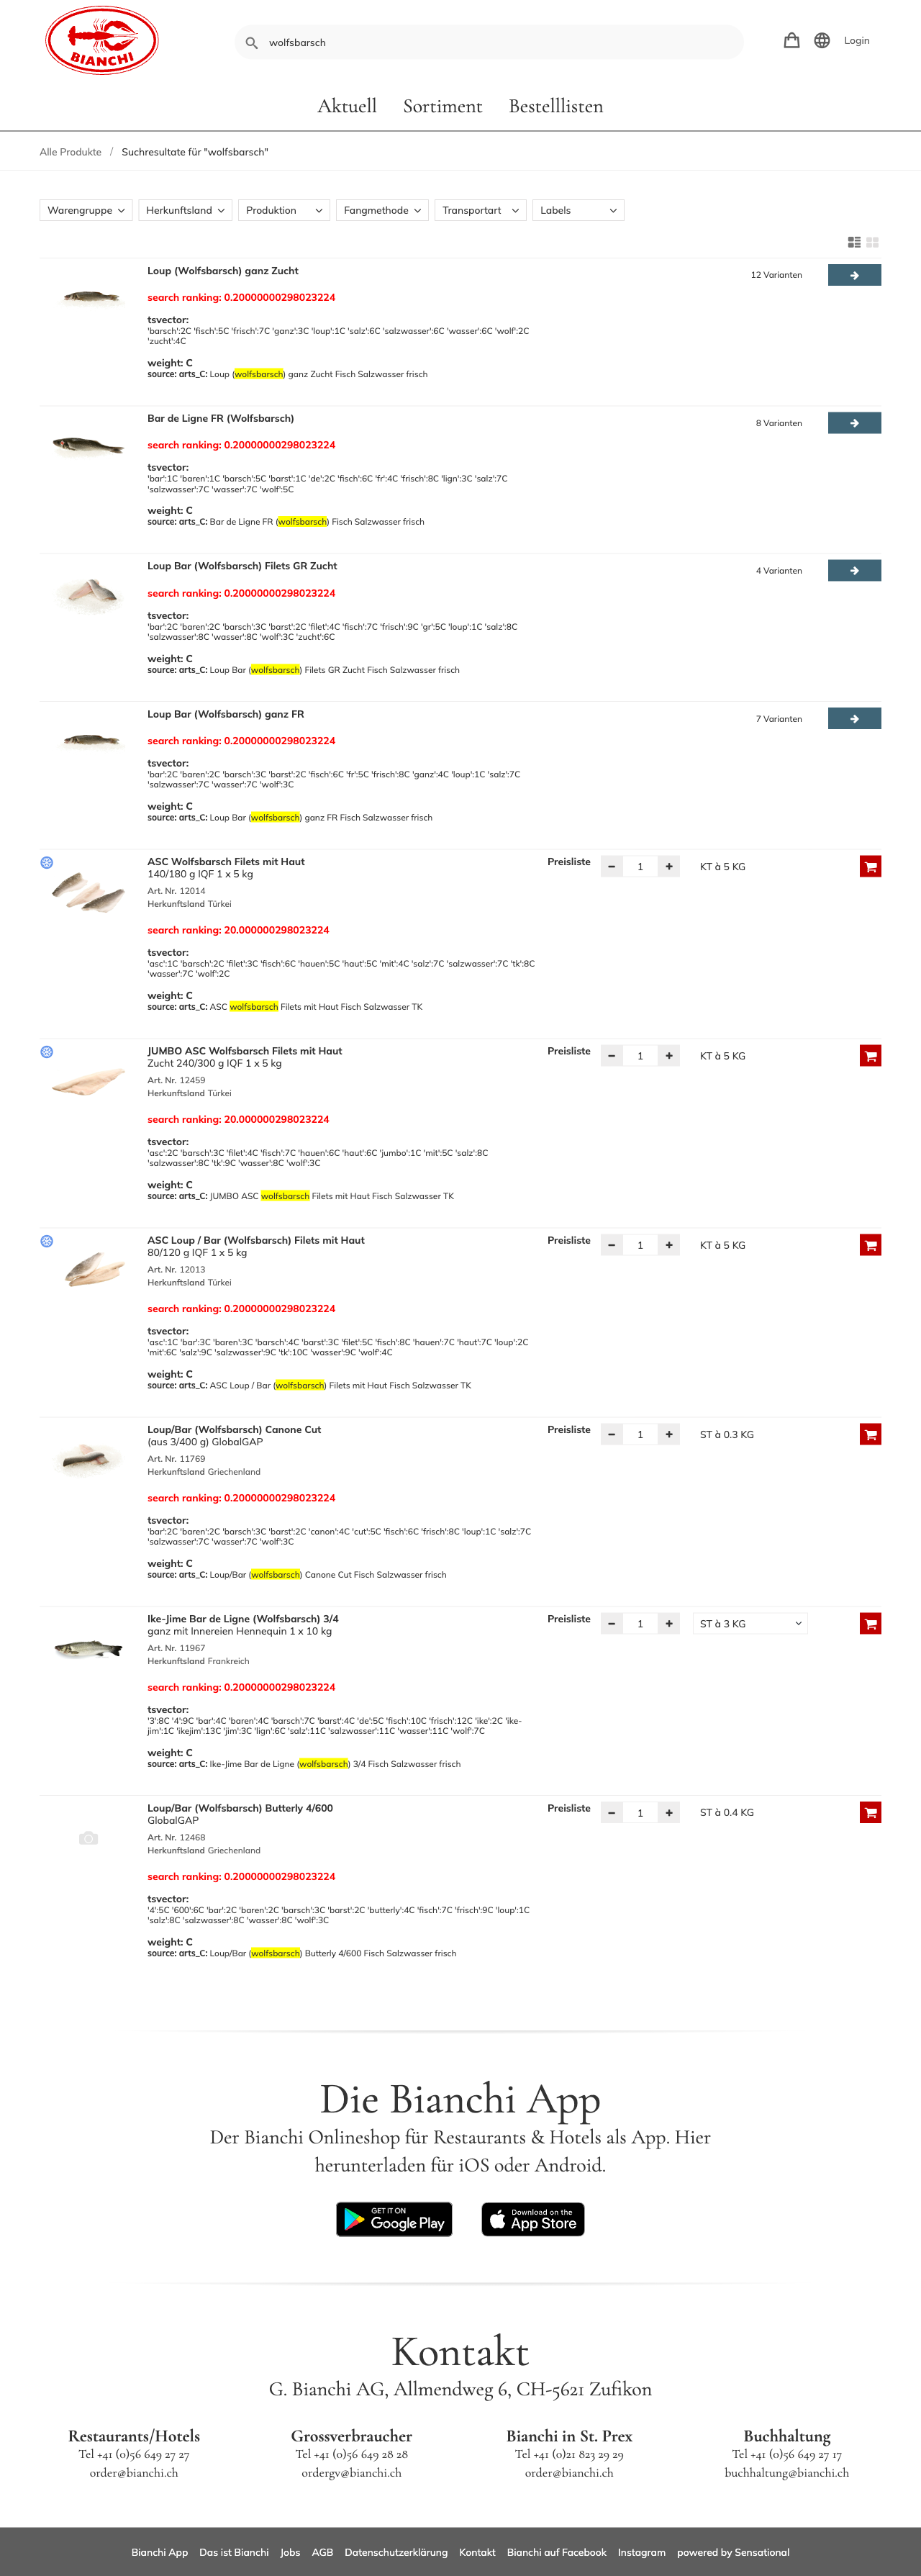 BIANCHI
wolfsbarsch
Login
Aktuell Sortiment Bestelllisten
Alle Produkte / Suchresultate für "wolfsbarsch"
Warengruppe Herkunftsland Produktion Fangmethode Transportart Labels
Loup (Wolfsbarsch) ganz Zucht
12 Varianten
search ranking: 0.20000000298023224
tsvector:
'barsch':2C 'fisch':5C 'frisch':7C 'ganz':3C 'loup':1C 'salz':6C 'salzwasser':6C 'wasser':6C 'wolf':2C
'zucht':4C
weight: C
source: arts_C: Loup (wolfsbarsch) ganz Zucht Fisch Salzwasser frisch
Bar de Ligne FR (Wolfsbarsch)
8 Varianten
search ranking: 0.20000000298023224
tsvector:
'bar':1C 'baren':1C 'barsch':5C 'barst':1C 'de':2C 'fisch':6C 'fr':4C 'frisch':8C 'lign':3C 'salz':7C
'salzwasser':7C 'wasser':7C 'wolf':5C
weight: C
source: arts_C: Bar de Ligne FR (wolfsbarsch) Fisch Salzwasser frisch
Loup Bar (Wolfsbarsch) Filets GR Zucht
4 Varianten
search ranking: 0.20000000298023224
tsvector:
'bar':2C 'baren':2C 'barsch':3C 'barst':2C 'filet':4C 'fisch':7C 'frisch':9C 'gr':5C 'loup':1C 'salz':8C
'salzwasser':8C 'wasser':8C 'wolf':3C 'zucht':6C
weight: C
source: arts_C: Loup Bar (wolfsbarsch) Filets GR Zucht Fisch Salzwasser frisch
Loup Bar (Wolfsbarsch) ganz FR
7 Varianten
search ranking: 0.20000000298023224
tsvector:
'bar':2C 'baren':2C 'barsch':3C 'barst':2C 'fisch':6C 'fr':5C 'frisch':8C 'ganz':4C 'loup':1C 'salz':7C
'salzwasser':7C 'wasser':7C 'wolf':3C
weight: C
source: arts_C: Loup Bar (wolfsbarsch) ganz FR Fisch Salzwasser frisch
ASC Wolfsbarsch Filets mit Haut
Preisliste − 1 + KT à 5 KG
140/180 g IQF 1 x 5 kg
Art. Nr. 12014
Herkunftsland Türkei
search ranking: 20.000000298023224
tsvector:
'asc':1C 'barsch':2C 'filet':3C 'fisch':6C 'hauen':5C 'haut':5C 'mit':4C 'salz':7C 'salzwasser':7C 'tk':8C
'wasser':7C 'wolf':2C
weight: C
source: arts_C: ASC wolfsbarsch Filets mit Haut Fisch Salzwasser TK
JUMBO ASC Wolfsbarsch Filets mit Haut
Preisliste − 1 + KT à 5 KG
Zucht 240/300 g IQF 1 x 5 kg
Art. Nr. 12459
Herkunftsland Türkei
search ranking: 20.000000298023224
tsvector:
'asc':2C 'barsch':3C 'filet':4C 'fisch':7C 'hauen':6C 'haut':6C 'jumbo':1C 'mit':5C 'salz':8C
'salzwasser':8C 'tk':9C 'wasser':8C 'wolf':3C
weight: C
source: arts_C: JUMBO ASC wolfsbarsch Filets mit Haut Fisch Salzwasser TK
ASC Loup / Bar (Wolfsbarsch) Filets mit Haut
Preisliste − 1 + KT à 5 KG
80/120 g IQF 1 x 5 kg
Art. Nr. 12013
Herkunftsland Türkei
search ranking: 0.20000000298023224
tsvector:
'asc':1C 'bar':3C 'baren':3C 'barsch':4C 'barst':3C 'filet':5C 'fisch':8C 'hauen':7C 'haut':7C 'loup':2C
'mit':6C 'salz':9C 'salzwasser':9C 'tk':10C 'wasser':9C 'wolf':4C
weight: C
source: arts_C: ASC Loup / Bar (wolfsbarsch) Filets mit Haut Fisch Salzwasser TK
Loup/Bar (Wolfsbarsch) Canone Cut
Preisliste − 1 + ST à 0.3 KG
(aus 3/400 g) GlobalGAP
Art. Nr. 11769
Herkunftsland Griechenland
search ranking: 0.20000000298023224
tsvector:
'bar':2C 'baren':2C 'barsch':3C 'barst':2C 'canon':4C 'cut':5C 'fisch':6C 'frisch':8C 'loup':1C 'salz':7C
'salzwasser':7C 'wasser':7C 'wolf':3C
weight: C
source: arts_C: Loup/Bar (wolfsbarsch) Canone Cut Fisch Salzwasser frisch
Ike-Jime Bar de Ligne (Wolfsbarsch) 3/4
Preisliste − 1 + ST à 3 KG
ganz mit Innereien Hennequin 1 x 10 kg
Art. Nr. 11967
Herkunftsland Frankreich
search ranking: 0.20000000298023224
tsvector:
'3':8C '4':9C 'bar':4C 'baren':4C 'barsch':7C 'barst':4C 'de':5C 'fisch':10C 'frisch':12C 'ike':2C 'ike-
jim':1C 'ikejim':13C 'jim':3C 'lign':6C 'salz':11C 'salzwasser':11C 'wasser':11C 'wolf':7C
weight: C
source: arts_C: Ike-Jime Bar de Ligne (wolfsbarsch) 3/4 Fisch Salzwasser frisch
Loup/Bar (Wolfsbarsch) Butterly 4/600
Preisliste − 1 + ST à 0.4 KG
GlobalGAP
Art. Nr. 12468
Herkunftsland Griechenland
search ranking: 0.20000000298023224
tsvector:
'4':5C '600':6C 'bar':2C 'baren':2C 'barsch':3C 'barst':2C 'butterly':4C 'fisch':7C 'frisch':9C 'loup':1C
'salz':8C 'salzwasser':8C 'wasser':8C 'wolf':3C
weight: C
source: arts_C: Loup/Bar (wolfsbarsch) Butterly 4/600 Fisch Salzwasser frisch
Die Bianchi App
Der Bianchi Onlineshop für Restaurants & Hotels als App. Hier
herunterladen für iOS oder Android.
GET IT ON
Google Play
Download on the
App Store
Kontakt
G. Bianchi AG, Allmendweg 6, CH-5621 Zufikon
Restaurants/Hotels
Tel +41 (0)56 649 27 27
order@bianchi.ch
Grossverbraucher
Tel +41 (0)56 649 28 28
ordergv@bianchi.ch
Bianchi in St. Prex
Tel +41 (0)21 823 29 29
order@bianchi.ch
Buchhaltung
Tel +41 (0)56 649 27 17
buchhaltung@bianchi.ch
Bianchi App Das ist Bianchi Jobs AGB Datenschutzerklärung Kontakt Bianchi auf Facebook Instagram powered by Sensational